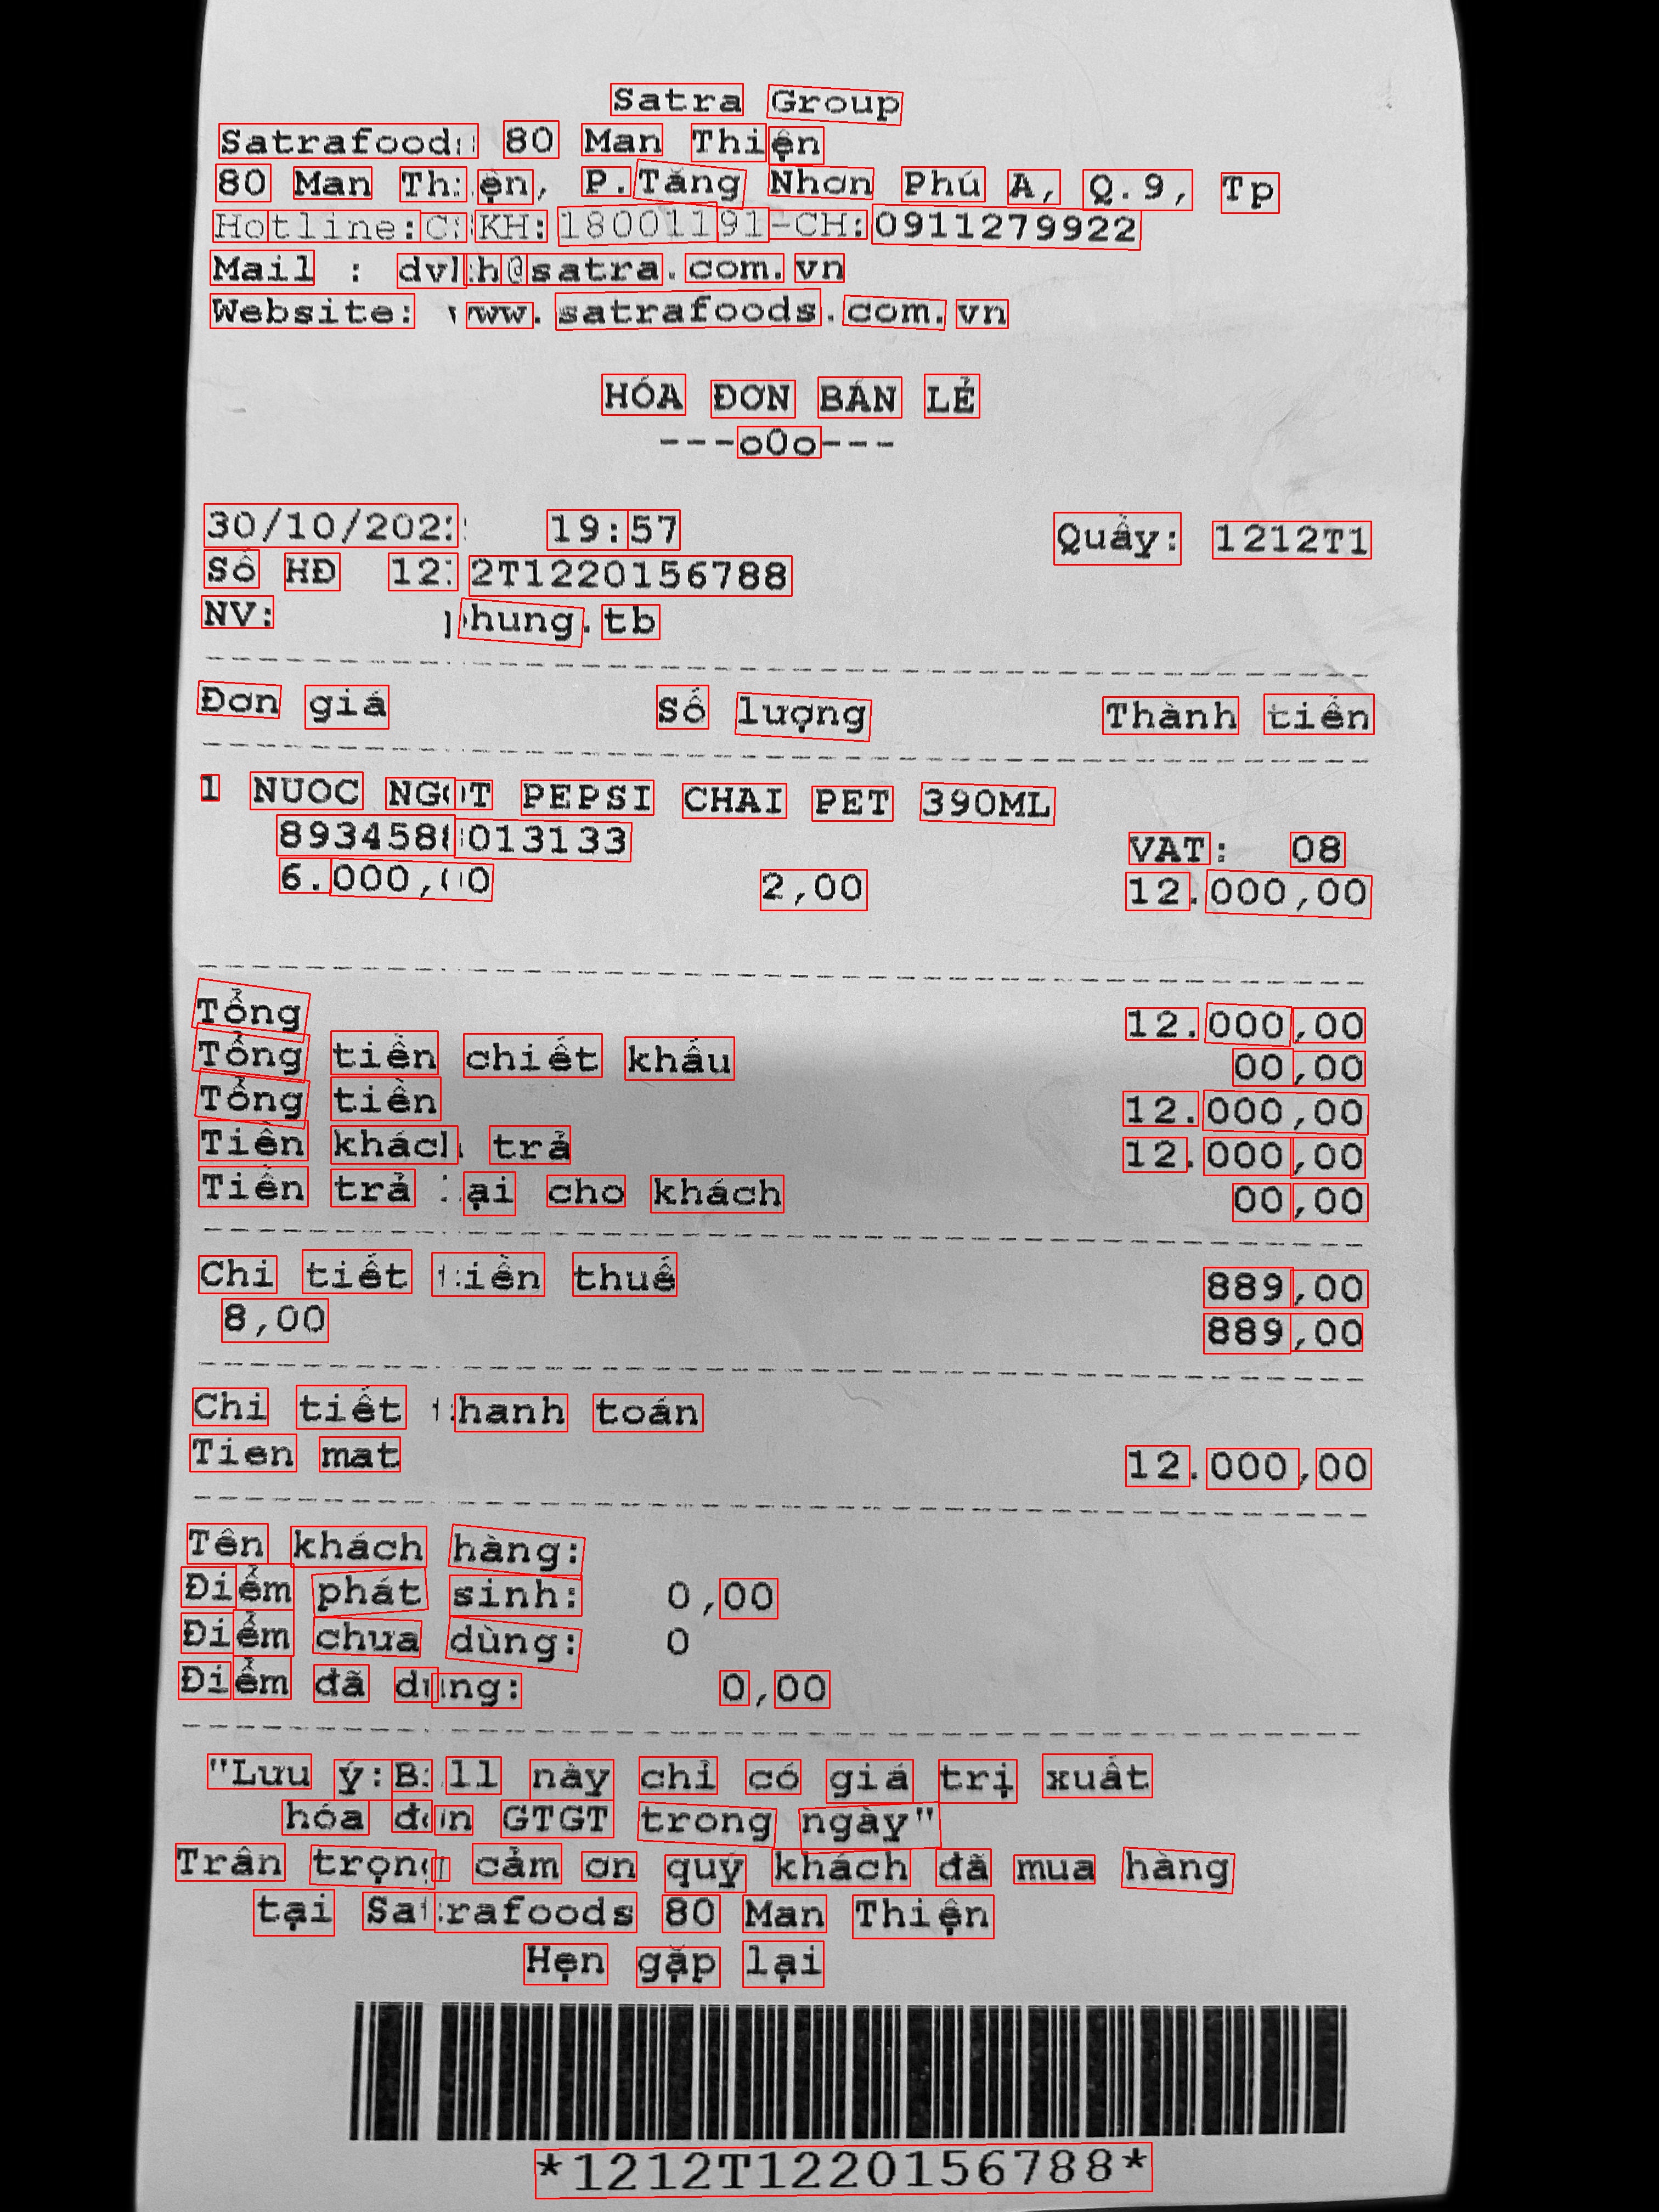 Satra Group
Satrafoods 80 Man Thiện
80 Man Thiện, P.Tăng Nhơn Phú A, Q.9, Tp
Hotline:CSKH:18001191-CH:0911279922
Mail : dvkh@satra.com.vn
Website: www.satrafoods.com.vn
HÓA ĐƠN BÁN LẺ
---oOo---
19:57 Quầy: 1212T1
Số HĐ 1212T1220156788
NV: phung.tb
Đơn giá Số lượng Thành tiền
1 NUOC NGOT PEPSI CHAI PET 390ML
8934588013133 VAT: 08
6.000,00 2,00 12.000,00
Tổng 12.000,00
Tổng tiền chiết khấu 00,00
Tổng tiền 12.000,00
Tiền khách trả 12.000,00
Tiền trả lại cho khách 00,00
Chi tiết tiền thuế 889,00
8,00 889,00
Chi tiết thanh toán
Tien mat 12.000,00
Tên khách hàng:
Điểm phát sinh: 0,00
Điểm chưa dùng: 0
Điểm đã dùng: 0,00
"Lưu ý:Bill này chỉ có giá trị xuất
hóa đơn GTGT trong ngày"
Trân trọng cảm ơn quý khách đã mua hàng
tại Satrafoods 80 Man Thiện
Hẹn gặp lại
*1212T1220156788*